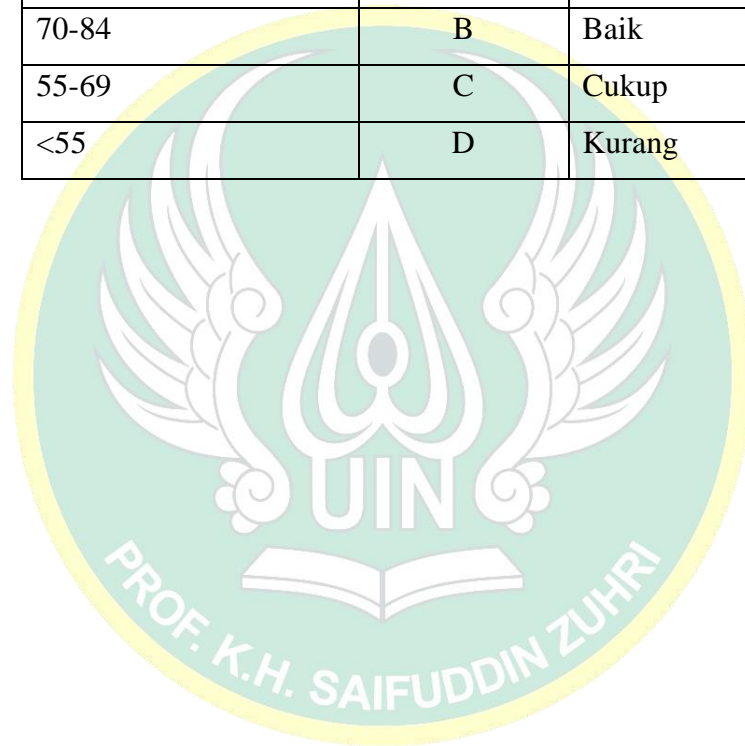 70-84 B Baik
55-69 C Cukup
<55 D Kurang
UIN
PROF. K.H. SAIFUDDIN ZUHRI